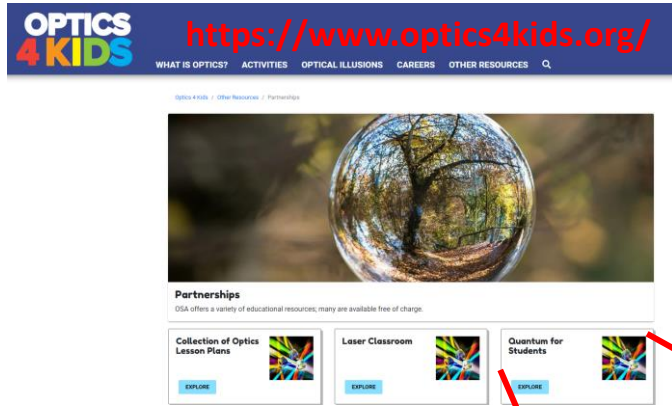 OPTICS
4 KIDS
https://www.optics4kids.org/
WHAT IS OPTICS? ACTIVITIES OPTICAL ILLUSIONS CAREERS OTHER RESOURCES
Optics 4 Kids / Other Resources / Partnerships
Partnerships
OSA offers a variety of educational resources; many are available free of charge.
Collection of Optics
Lesson Plans
EXPLORE
Laser Classroom
EXPLORE
Quantum for
Students
EXPLORE